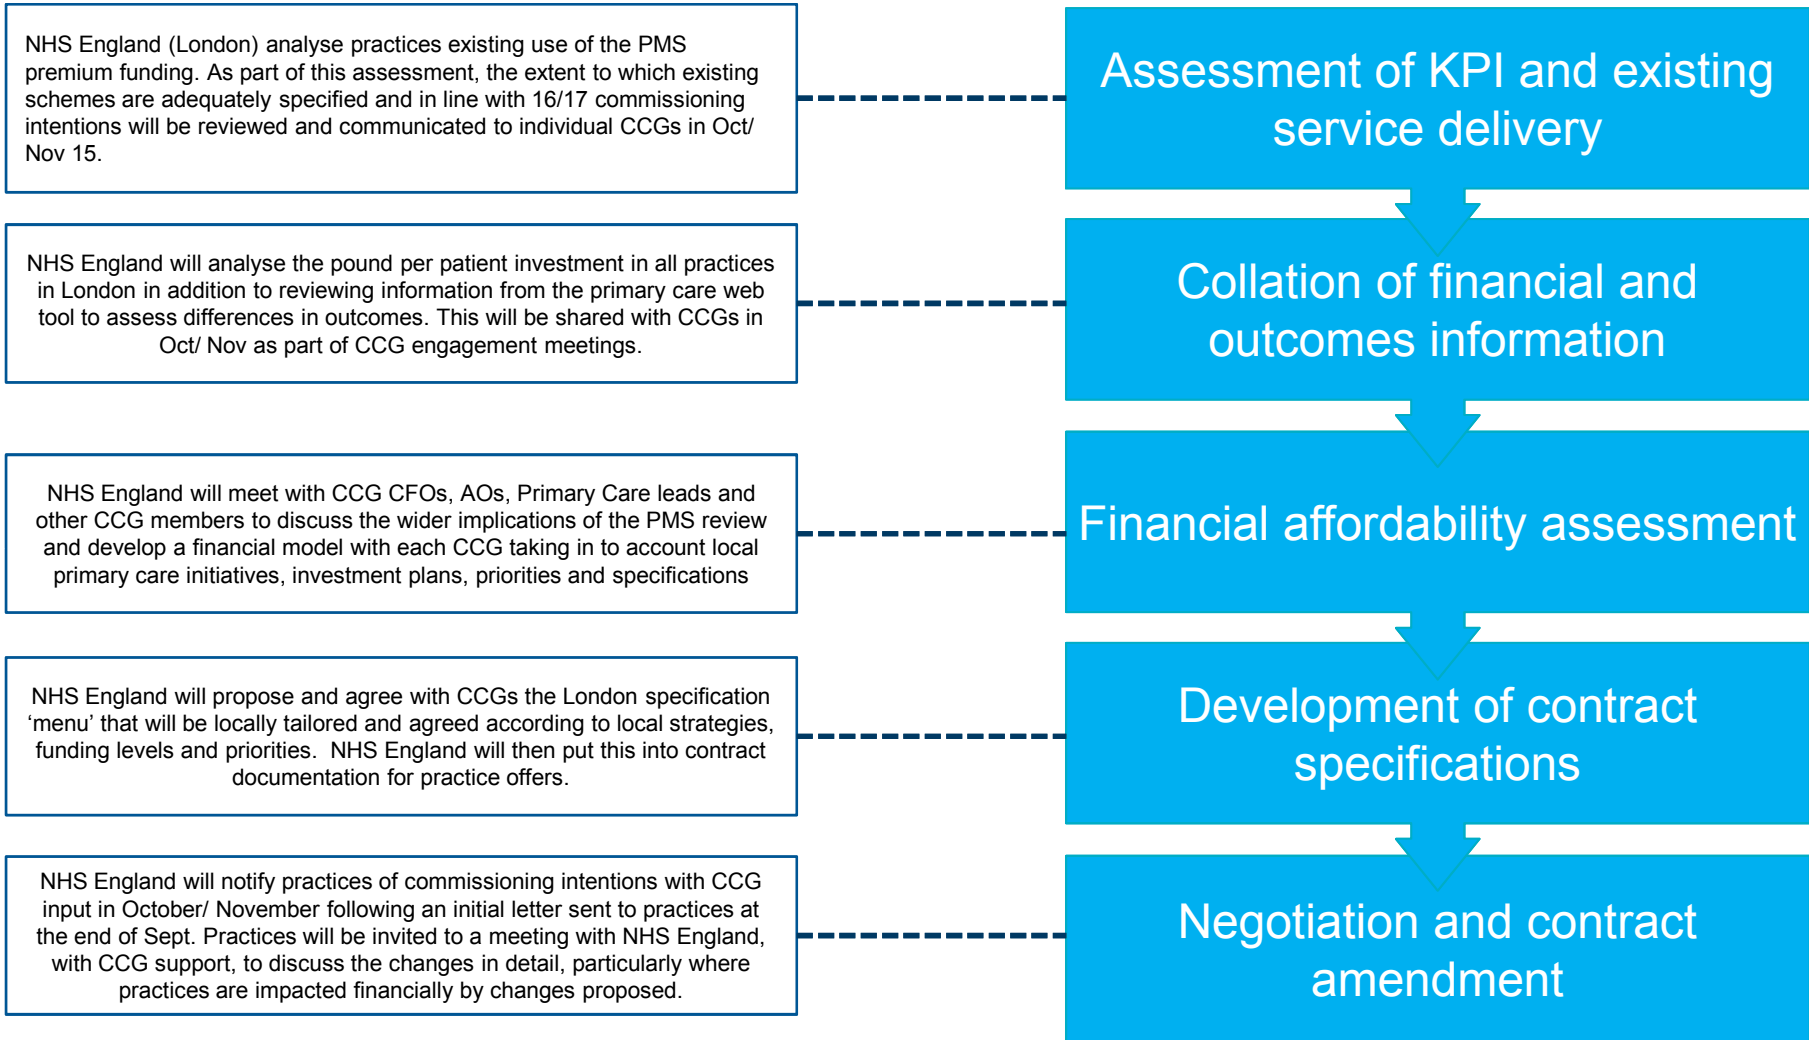 NHS England (London) analyse practices existing use of the PMS
premium funding. As part of this assessment, the extent to which existing
schemes are adequately specified and in line with 16/17 commissioning
intentions will be reviewed and communicated to individual CCGs in Oct/
Nov 15.
Assessment of KPI and existing
service delivery
NHS England will analyse the pound per patient investment in all practices
in London in addition to reviewing information from the primary care web
tool to assess differences in outcomes. This will be shared with CCGs in
Oct/ Nov as part of CCG engagement meetings.
Collation of financial and
outcomes information
NHS England will meet with CCG CFOs, AOs, Primary Care leads and
other CCG members to discuss the wider implications of the PMS review
and develop a financial model with each CCG taking in to account local
primary care initiatives, investment plans, priorities and specifications
Financial affordability assessment
NHS England will propose and agree with CCGs the London specification
‘menu’ that will be locally tailored and agreed according to local strategies,
funding levels and priorities.  NHS England will then put this into contract
documentation for practice offers.
Development of contract
specifications
NHS England will notify practices of commissioning intentions with CCG
input in October/ November following an initial letter sent to practices at
the end of Sept. Practices will be invited to a meeting with NHS England,
with CCG support, to discuss the changes in detail, particularly where
practices are impacted financially by changes proposed.
Negotiation and contract
amendment